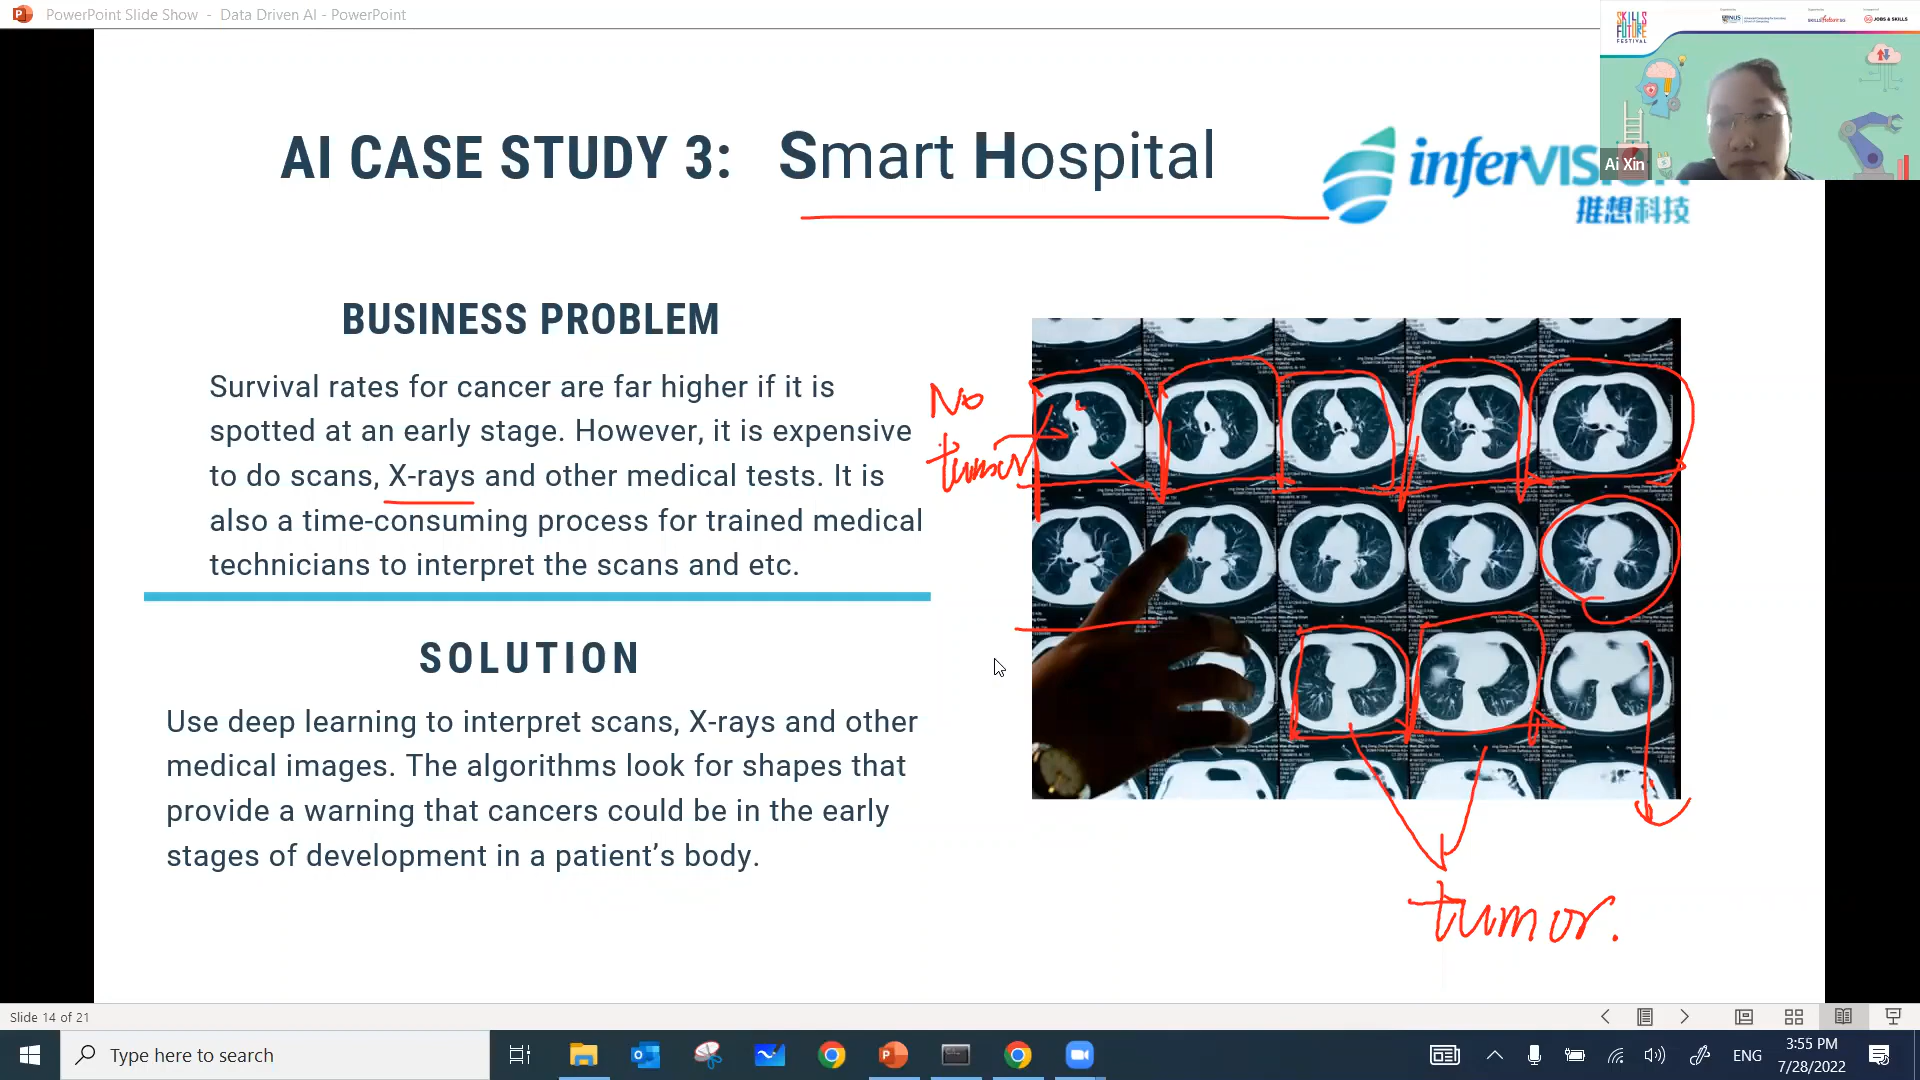 PowerPoint Slide Show - Data Driven AI - PowerPoint
SKILLS
FUTURE
FESTIVAL
NUS
JOBS & SKILLS
Ai Xin
AI CASE STUDY 3: Smart Hospital
inferVISION
推想科技
BUSINESS PROBLEM
Survival rates for cancer are far higher if it is
spotted at an early stage. However, it is expensive
to do scans, X-rays and other medical tests. It is
also a time-consuming process for trained medical
technicians to interpret the scans and etc.
No
tumor
SOLUTION
Use deep learning to interpret scans, X-rays and other
medical images. The algorithms look for shapes that
provide a warning that cancers could be in the early
stages of development in a patient’s body.
tumor.
Slide 14 of 21
Type here to search
ENG
3:55 PM
7/28/2022